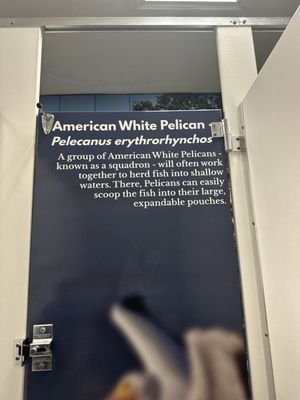 American White Pelican -
Pelecanus erythrorhynchos
A group of American White Pelicans -
known as a squadron - will often work
together to herd fish into shallow
waters. There, Pelicans can easily
scoop the fish into their large,
expandable pouches.